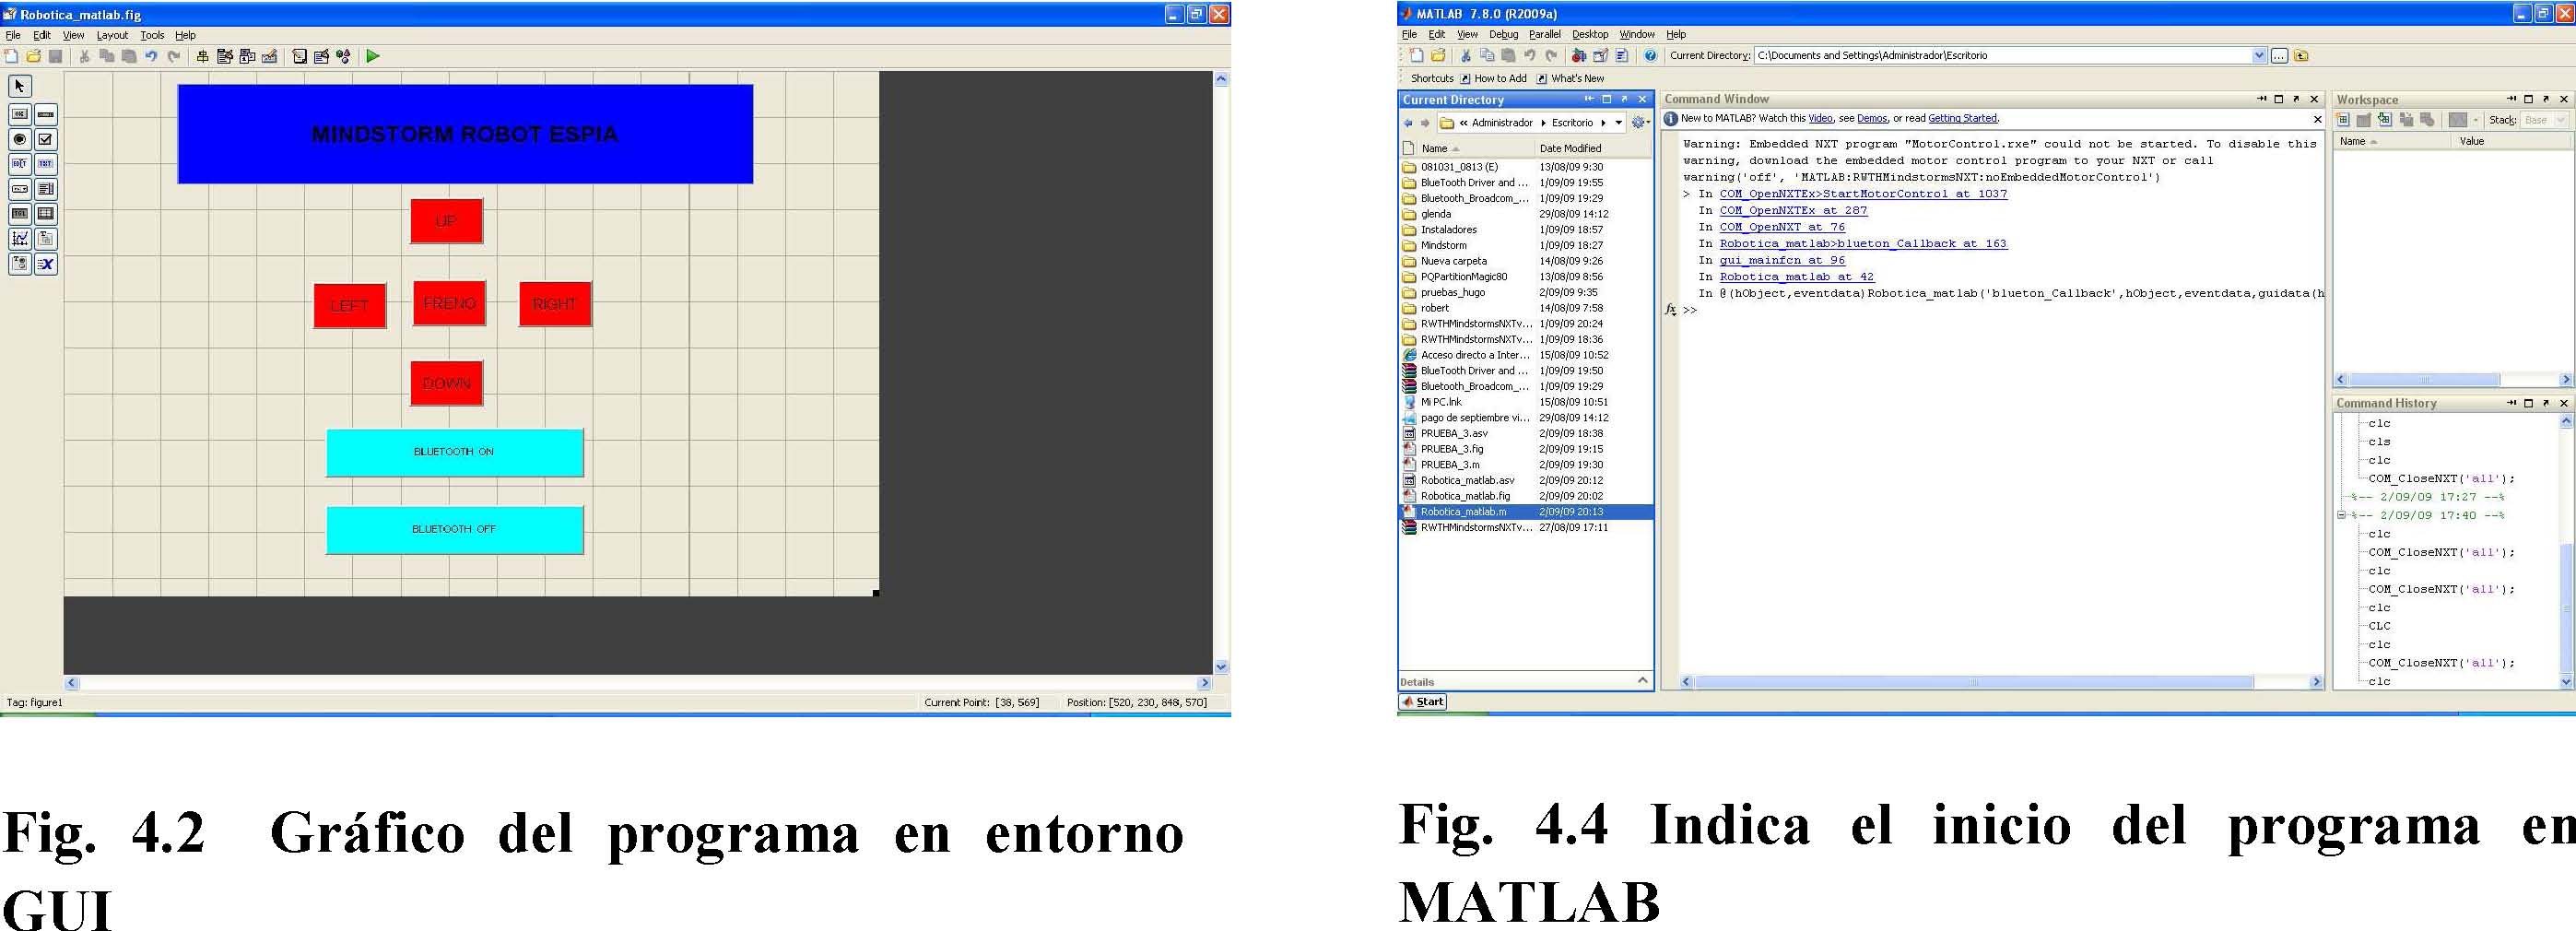 Robotica_matlab.fig
File Edit View Layout Tools Help
MINDSTORM ROBOT ESPIA
UP
LEFT FRENO RIGHT
DOWN
BLUETOOTH ON
BLUETOOTH OFF
Tag: figure1 Current Point: [38, 569] Position: [520, 230, 848, 570]
Fig. 4.2 Gráfico del programa en entorno
GUI
MATLAB 7.8.0 (R2009a)
File Edit View Debug Parallel Desktop Window Help
Current Directory: C:\Documents and Settings\Administrador\Escritorio
Shortcuts How to Add What's New
Current Directory
« Administrador Escritorio
Name Date Modified
081031_0813 (E) 13/08/09 9:30
BlueTooth Driver and ... 1/09/09 19:55
Bluetooth_Broadcom_... 1/09/09 19:29
glenda 29/08/09 14:12
Instaladores 1/09/09 18:57
Mindstorm 1/09/09 18:27
Nueva carpeta 14/08/09 9:26
PQPartitionMagic80 13/08/09 8:56
pruebas_hugo 2/09/09 9:35
robert 14/08/09 7:58
RWTHMindstormsNXTv... 1/09/09 20:24
RWTHMindstormsNXTv... 1/09/09 18:36
Acceso directo a Inter... 15/08/09 10:52
BlueTooth Driver and ... 1/09/09 19:50
Bluetooth_Broadcom_... 1/09/09 19:29
Mi PC.lnk 15/08/09 10:51
pago de septiembre vi... 29/08/09 14:12
PRUEBA_3.asv 2/09/09 18:38
PRUEBA_3.fig 2/09/09 19:15
PRUEBA_3.m 2/09/09 19:30
Robotica_matlab.asv 2/09/09 20:12
Robotica_matlab.fig 2/09/09 20:02
Robotica_matlab.m 2/09/09 20:13
RWTHMindstormsNXTv... 27/08/09 17:11
Details
Start
Command Window
New to MATLAB? Watch this Video, see Demos, or read Getting Started.
Warning: Embedded NXT program "MotorControl.rxe" could not be started. To disable this
warning, download the embedded motor control program to your NXT or call
warning('off', 'MATLAB:RWTHMindstormsNXT:noEmbeddedMotorControl')
> In COM_OpenNXTEx>StartMotorControl at 1037
In COM_OpenNXTEx at 287
In COM_OpenNXT at 76
In Robotica_matlab>blueton_Callback at 163
In gui_mainfcn at 96
In Robotica_matlab at 42
In @(hObject,eventdata)Robotica_matlab('blueton_Callback',hObject,eventdata,guidata(h
fx >>
Workspace
Stack: Base
Name Value
Command History
clc
cls
clc
COM_CloseNXT('all');
%-- 2/09/09 17:27 --%
%-- 2/09/09 17:40 --%
clc
COM_CloseNXT('all');
clc
COM_CloseNXT('all');
clc
CLC
clc
COM_CloseNXT('all');
clc
Fig. 4.4 Indica el inicio del programa en
MATLAB